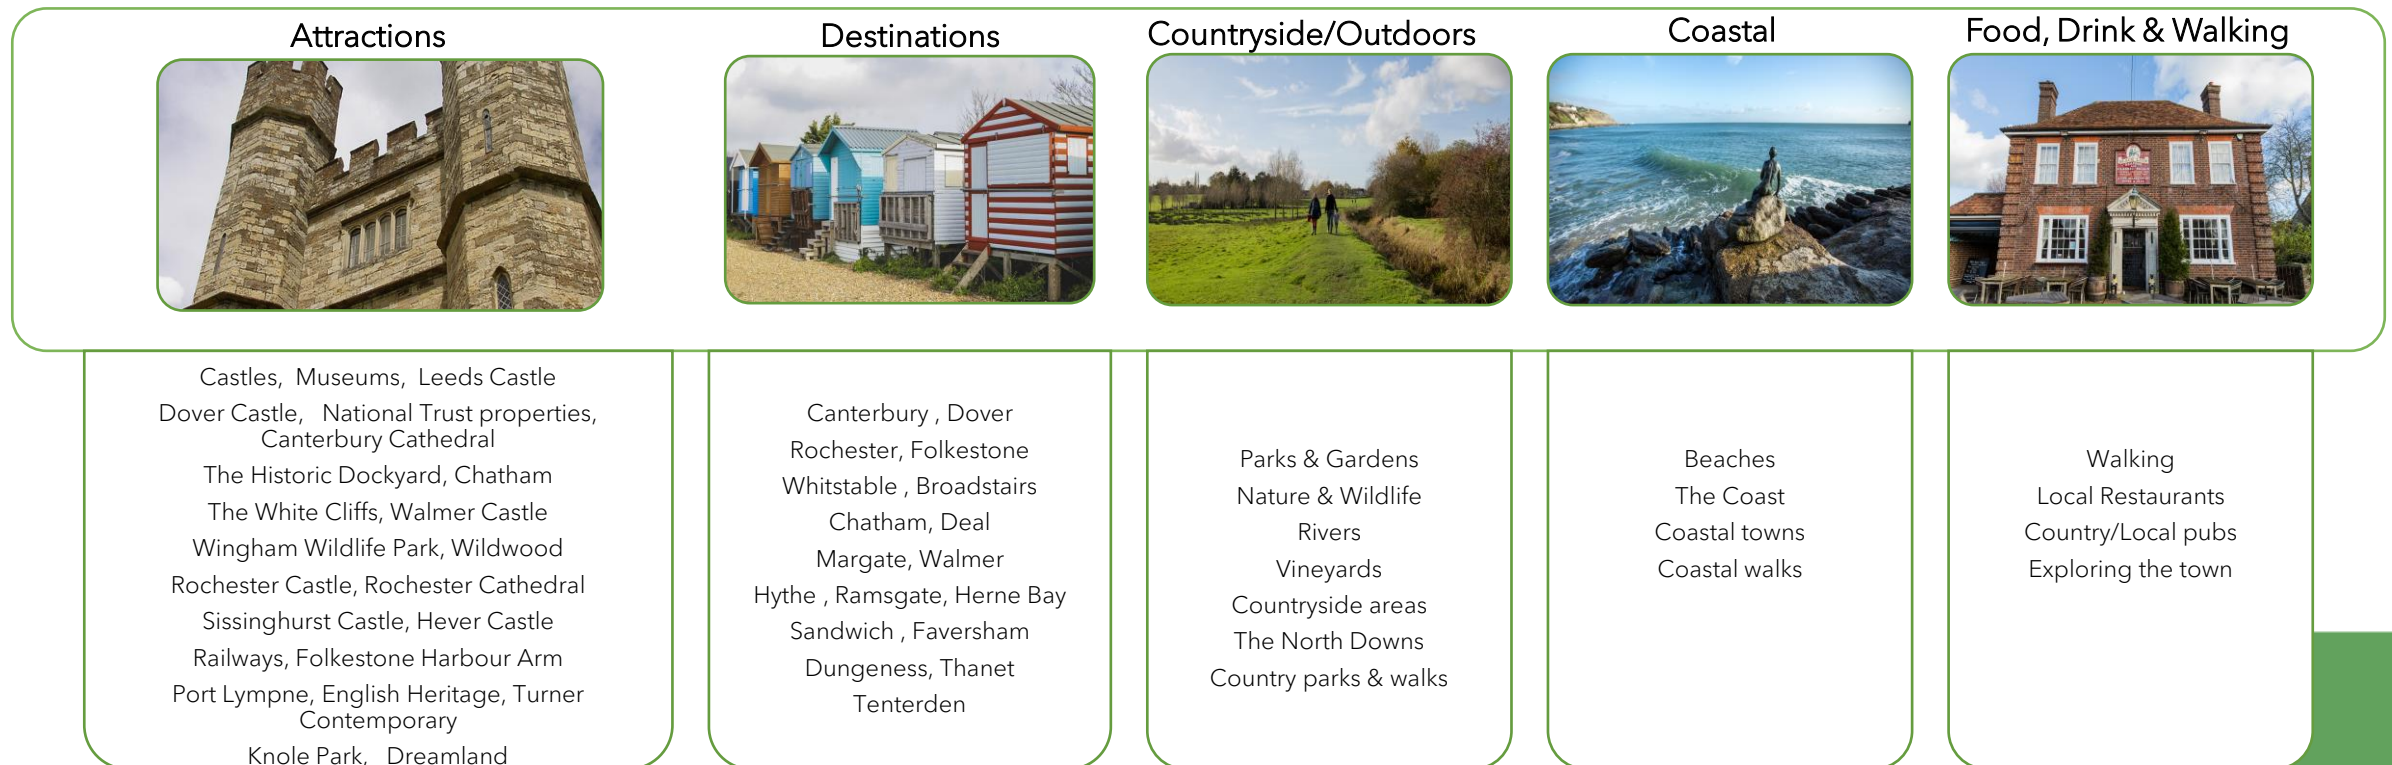 Attractions
Castles, Museums, Leeds Castle
Dover Castle, National Trust properties,
Canterbury Cathedral
The Historic Dockyard, Chatham
The White Cliffs, Walmer Castle
Wingham Wildlife Park, Wildwood
Rochester Castle, Rochester Cathedral
Sissinghurst Castle, Hever Castle
Railways, Folkestone Harbour Arm
Port Lympne, English Heritage, Turner
Contemporary
Knole Park, Dreamland
Destinations
Canterbury , Dover
Rochester, Folkestone
Whitstable , Broadstairs
Chatham, Deal
Margate, Walmer
Hythe , Ramsgate, Herne Bay
Sandwich , Faversham
Dungeness, Thanet
Tenterden
Countryside/Outdoors
Parks & Gardens
Nature & Wildlife
Rivers
Vineyards
Countryside areas
The North Downs
Country parks & walks
Coastal
Beaches
The Coast
Coastal towns
Coastal walks
Food, Drink & Walking
Walking
Local Restaurants
Country/Local pubs
Exploring the town